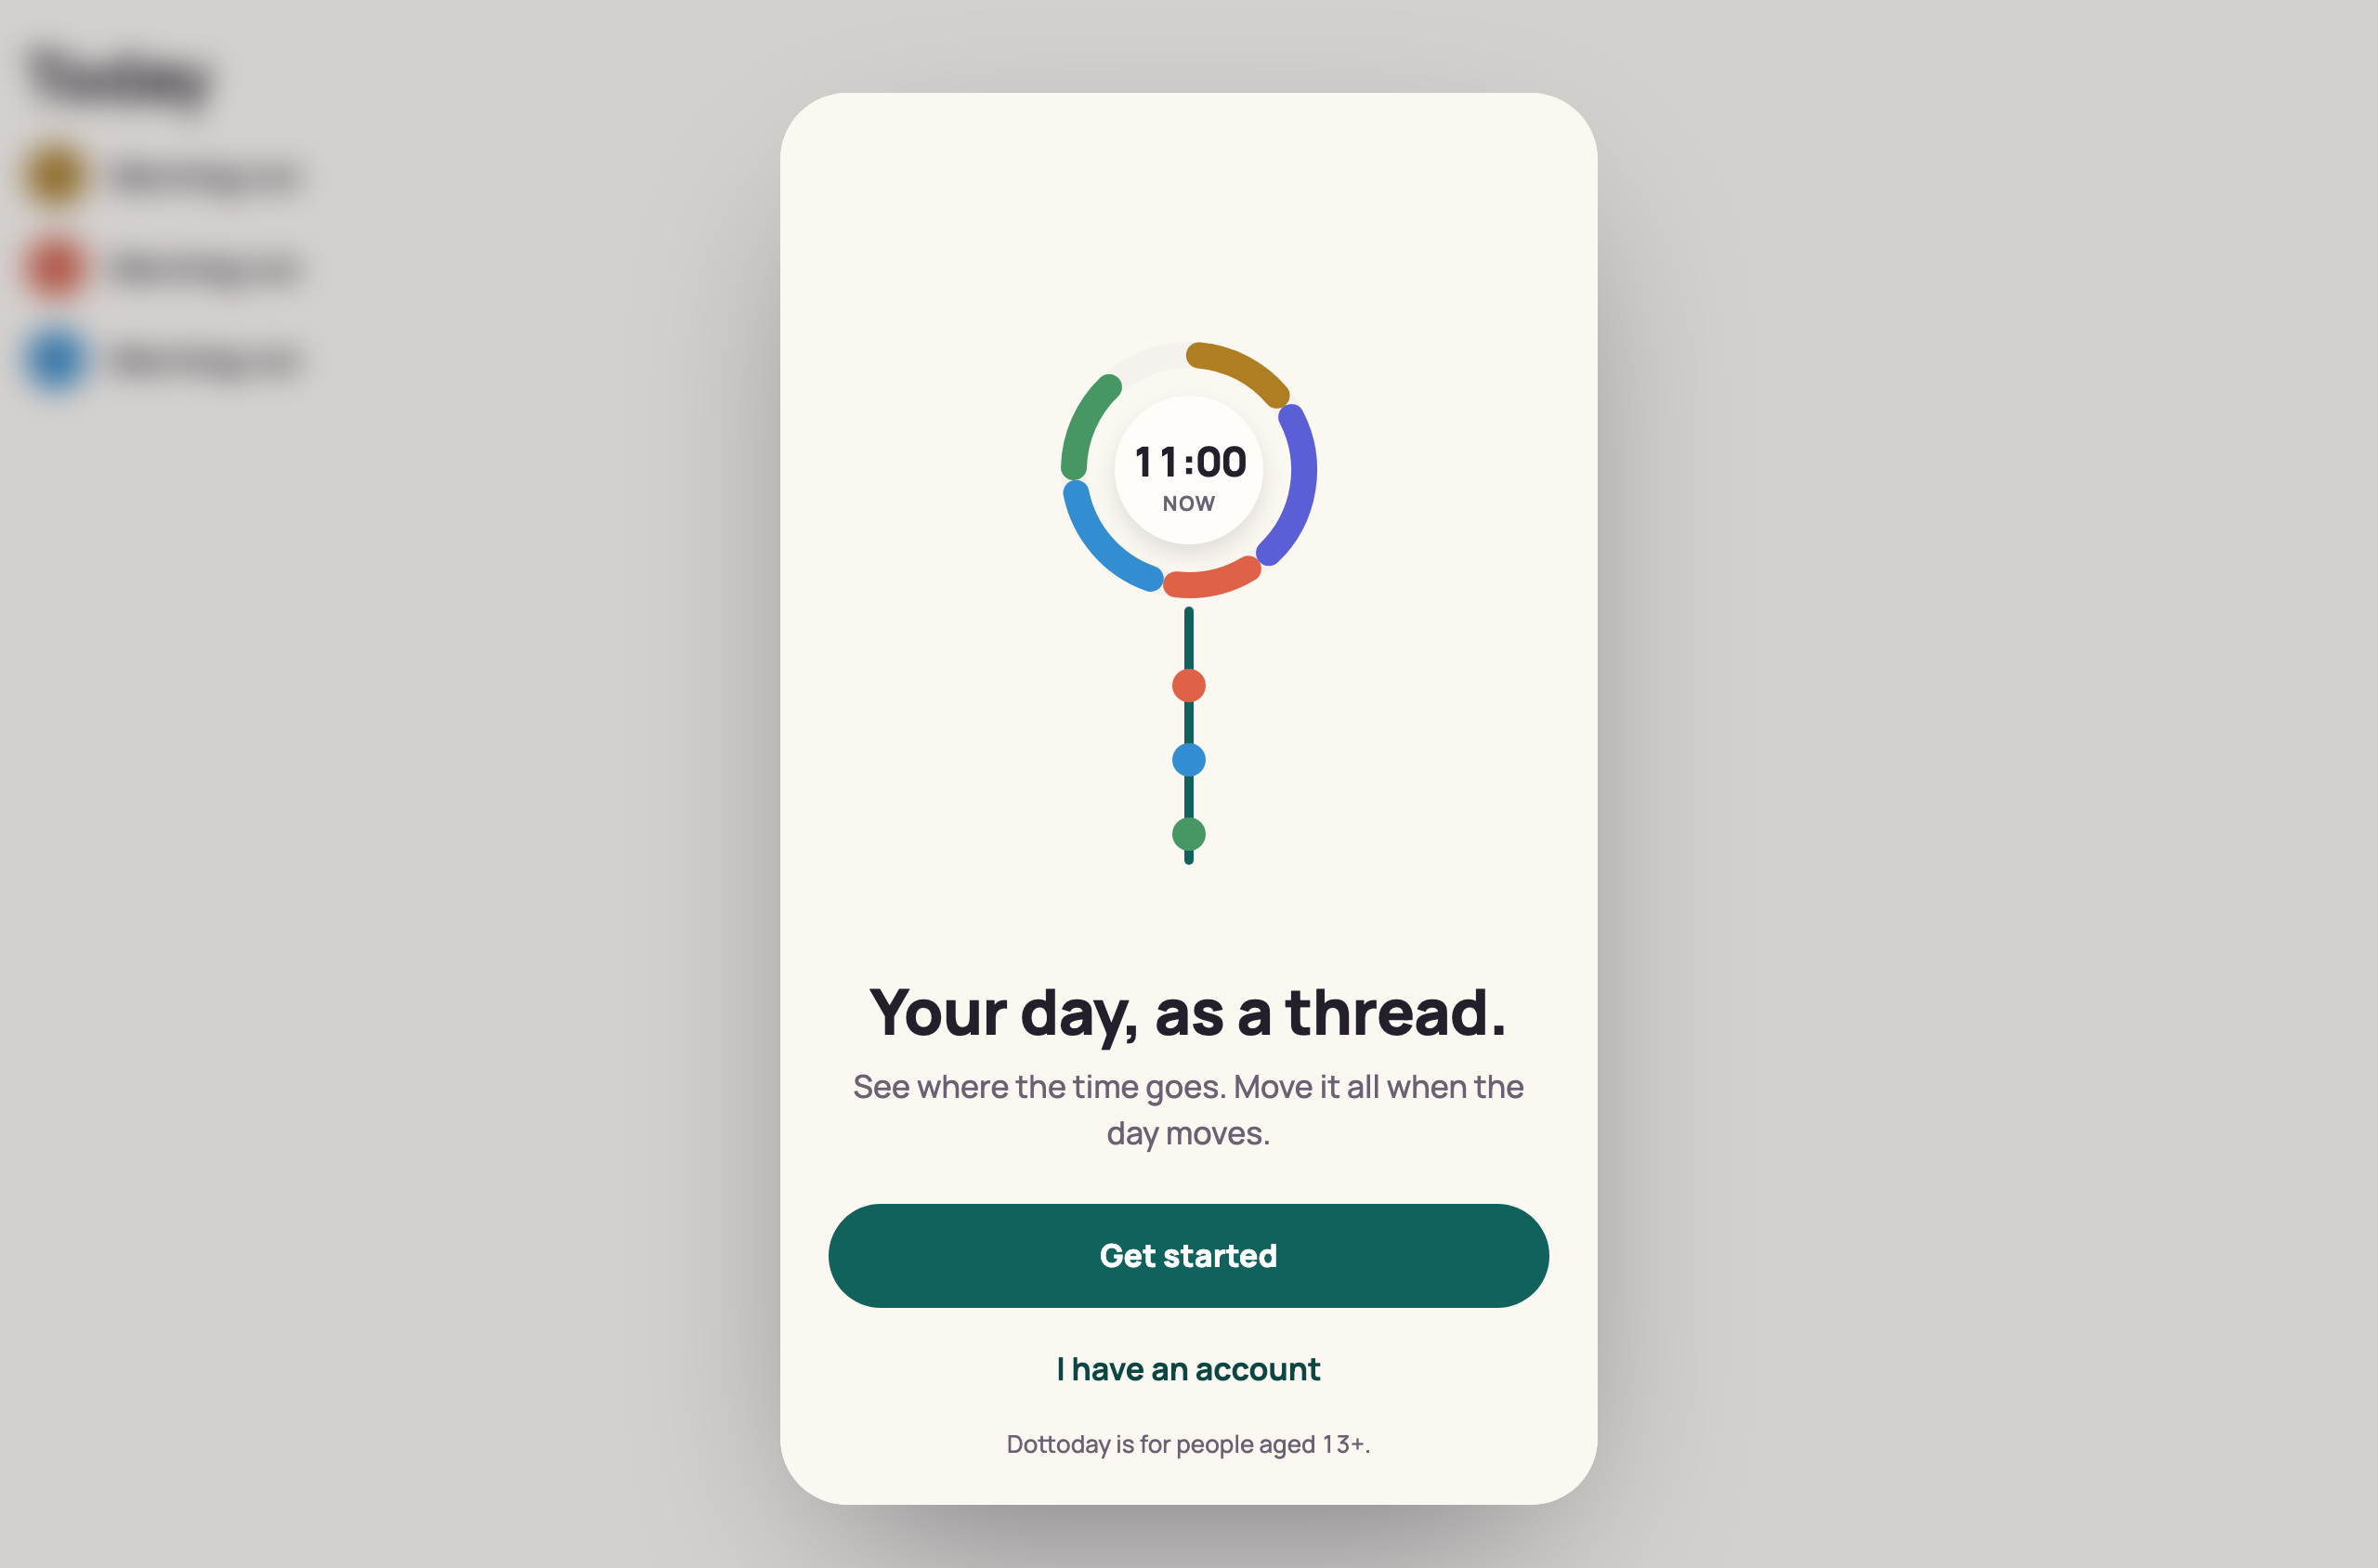 Today
11:00
NOW
Your day, as a thread.
See where the time goes. Move it all when the
day moves.
Get started
I have an account
Dottoday is for people aged 13+.